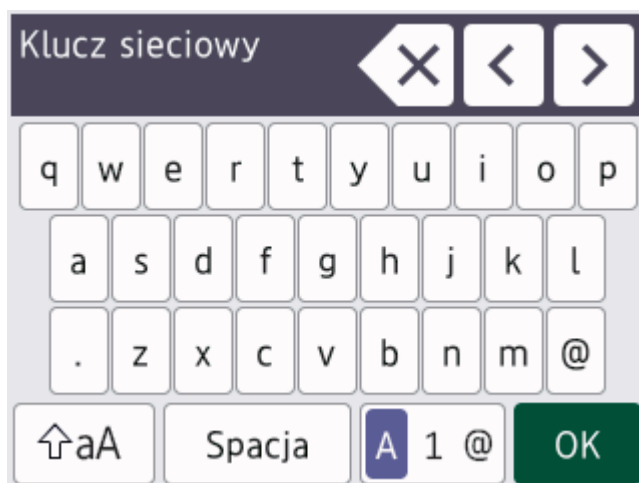 Klucz sieciowy
q w e r t y u i o p
a s d f g h j k l
. z x c v b n m @
aA Spacja A 1 @ OK